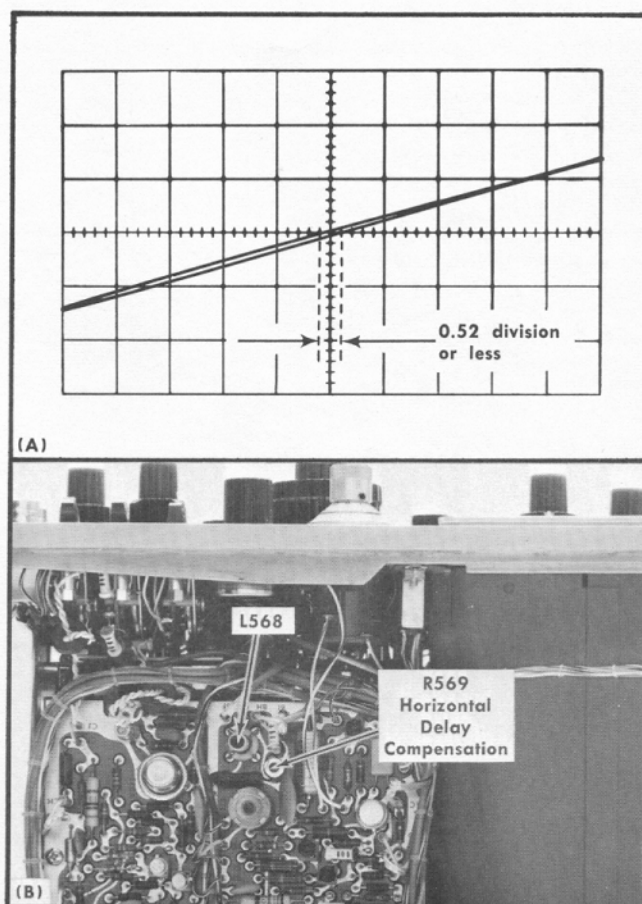 0.52 division
or less
(A)
L568
R569
Horizontal
Delay
Compensation
(B)